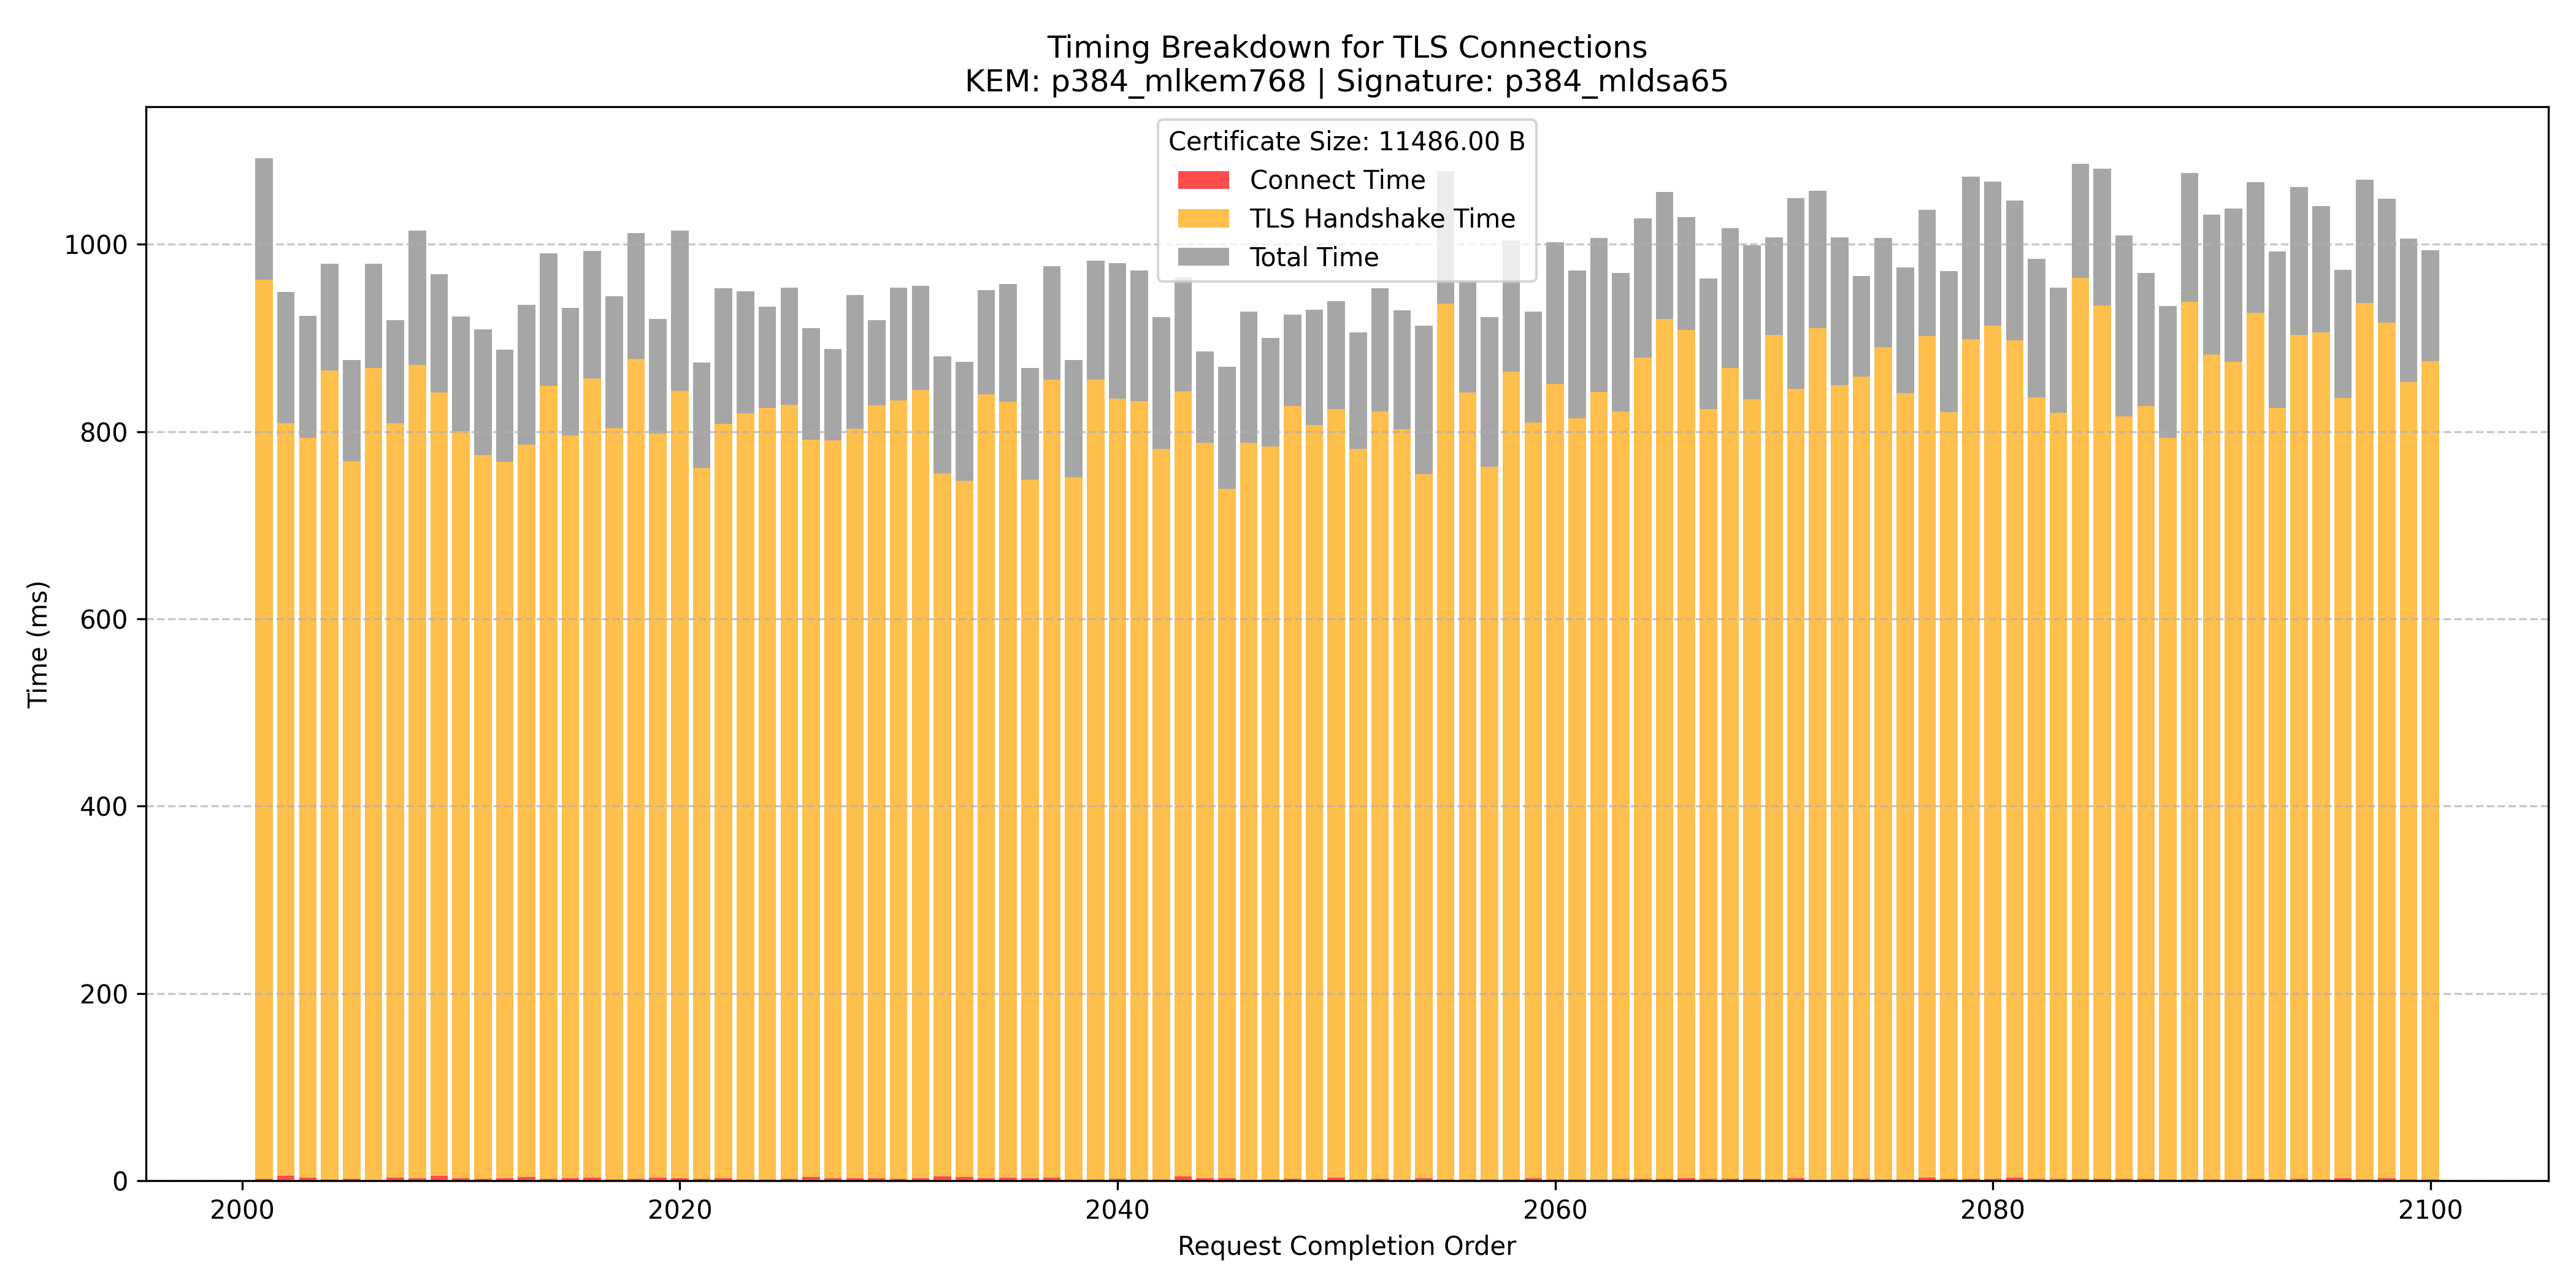 Timing Breakdown for TLS Connections
KEM: p384_mlkem768 | Signature: p384_mldsa65
Certificate Size: 11486.00 B
Connect Time
TLS Handshake Time
Total Time
Time (ms)
1000
800
600
400
200
0
2000 2020 2040 2060 2080 2100
Request Completion Order